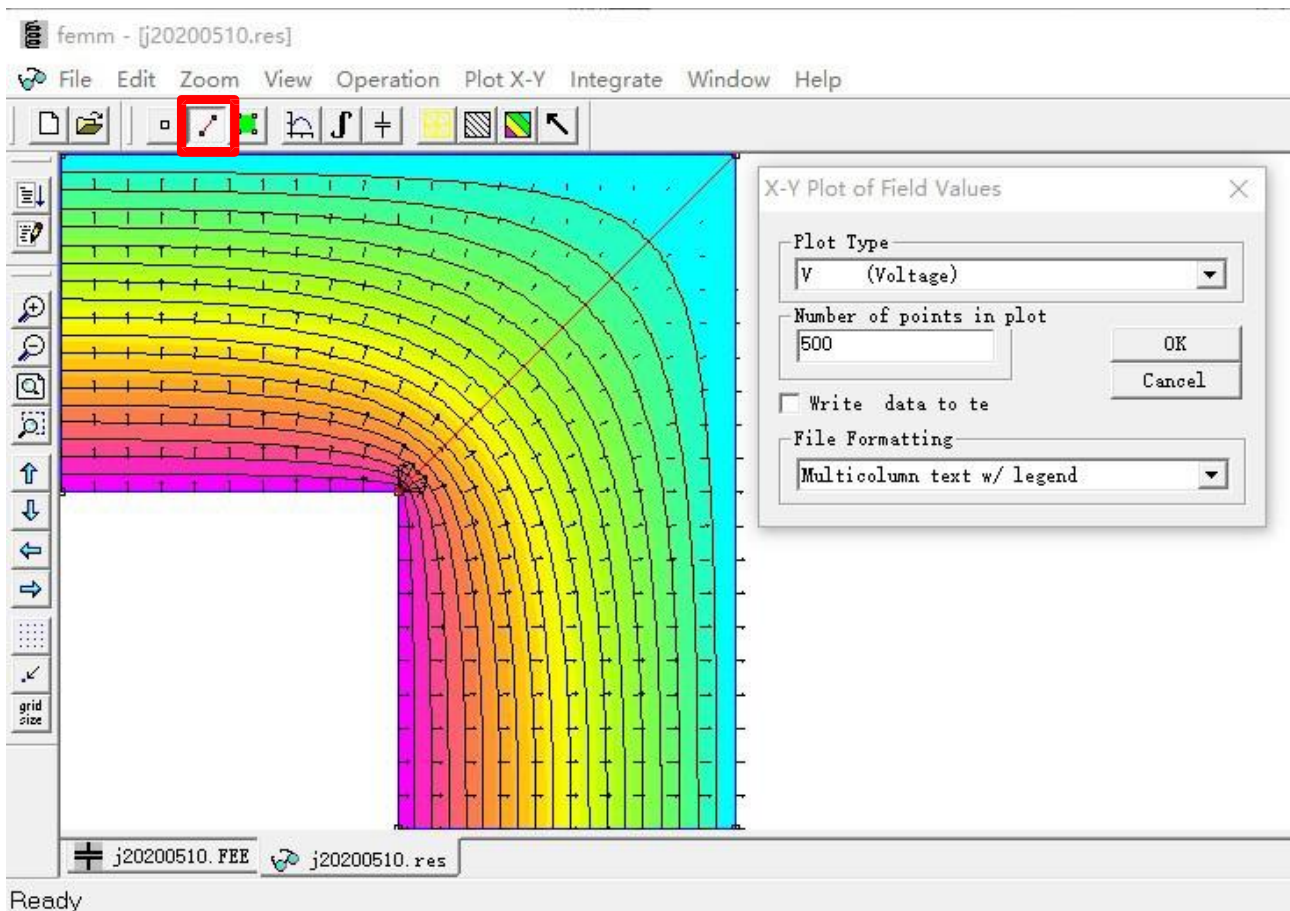 femm - [j20200510.res]
File Edit Zoom View Operation Plot X-Y Integrate Window Help
grid
size
X-Y Plot of Field Values
Plot Type
V (Voltage)
Number of points in plot
500
OK
Cancel
Write data to te
File Formatting
Multicolumn text w/ legend
j20200510.FEE j20200510.res
Ready